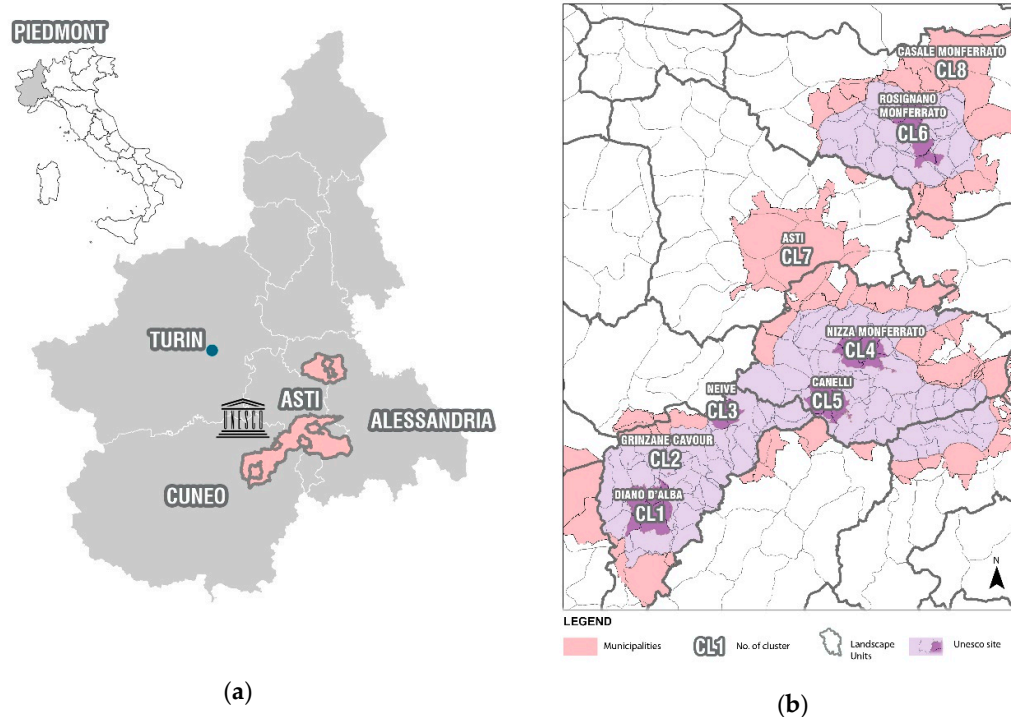 PIEDMONT
TURIN
UNESCO
ASTI
ALESSANDRIA
CUNEO
(a)
CASALE MONFERRATO
CL8
ROSIGNANO
MONFERRATO
CL6
ASTI
CL7
NIZZA MONFERRATO
CL4
NEIVE
CL3
CANELLI
CL5
GRINZANE CAVOUR
CL2
DIANO D'ALBA
CL1
N
LEGEND
Municipalities
CL1 No. of cluster
Landscape
Units
Unesco site
(b)